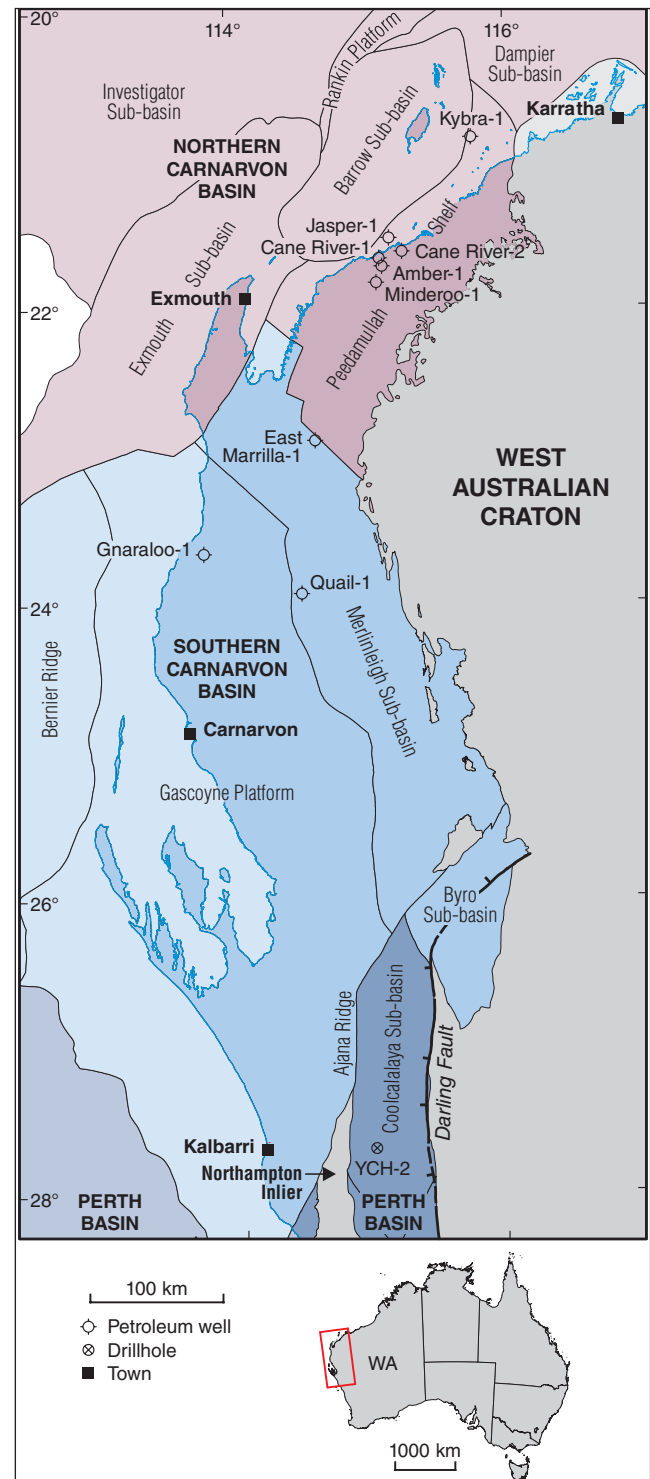 20°
114°
116°
Rankin Platform
Dampier
Sub-basin
Investigator
Sub-basin
Karratha
Kybra-1
NORTHERN
CARNARVON
BASIN
Barrow Sub-basin
Jasper-1
Shelf
Cane River-1
Cane River-2
Amber-1
Minderoo-1
Exmouth Sub-basin
Exmouth
22°
Peedamullah
East
Marrilla-1
WEST
AUSTRALIAN
CRATON
Gnaraloo-1
Quail-1
24°
Merlinleigh Sub-basin
SOUTHERN
CARNARVON
BASIN
Bernier Ridge
Carnarvon
Gascoyne Platform
26°
Byro
Sub-basin
Ajana Ridge
Coolcalalaya Sub-basin
Darling Fault
Kalbarri
YCH-2
Northampton
Inlier
28°
PERTH
BASIN
PERTH
BASIN
100 km
Petroleum well
Drillhole
Town
WA
1000 km